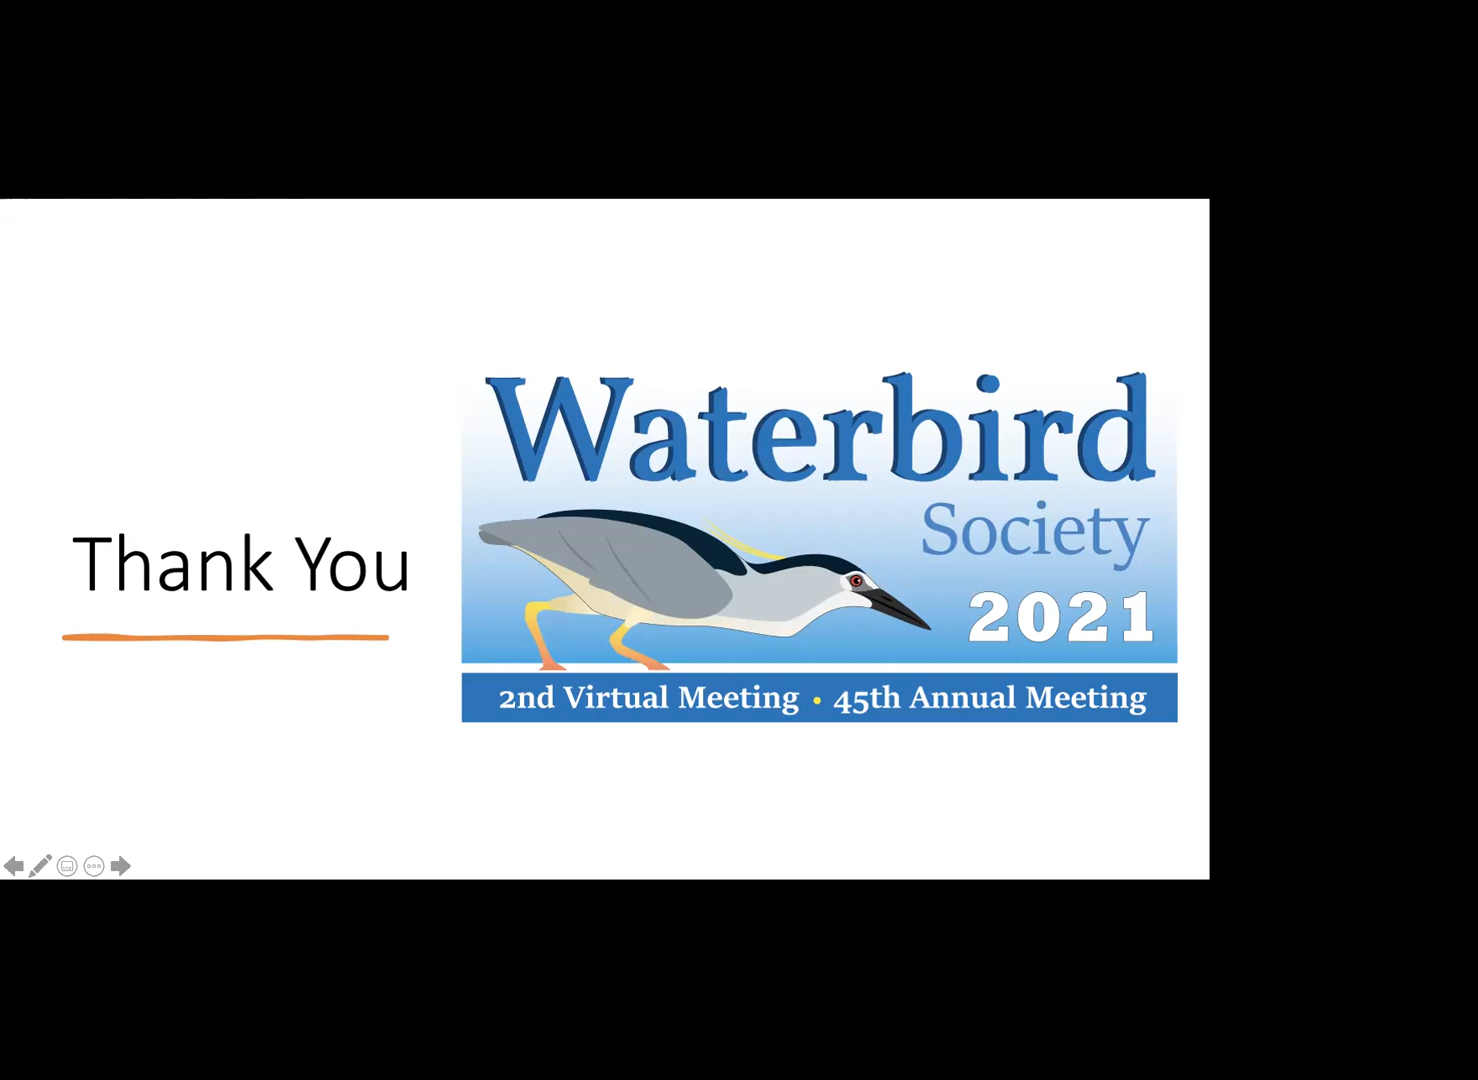 Thank You
Waterbird
Society
2021
2nd Virtual Meeting • 45th Annual Meeting